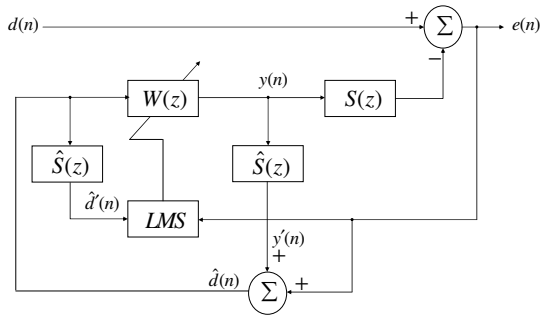 d(n)
+
Σ
e(n)
−
W(z)
y(n)
S(z)
Ŝ(z)
Ŝ(z)
d̂′(n)
LMS
y′(n)
+
d̂(n)
Σ
+